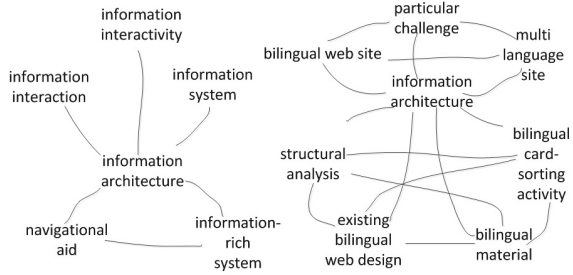 information
interactivity
information
interaction
information
system
information
architecture
navigational
aid
information-
rich
system
particular
challenge
bilingual web site
multi
language
site
information
architecture
structural
analysis
bilingual
card-
sorting
activity
existing
bilingual
web design
bilingual
material